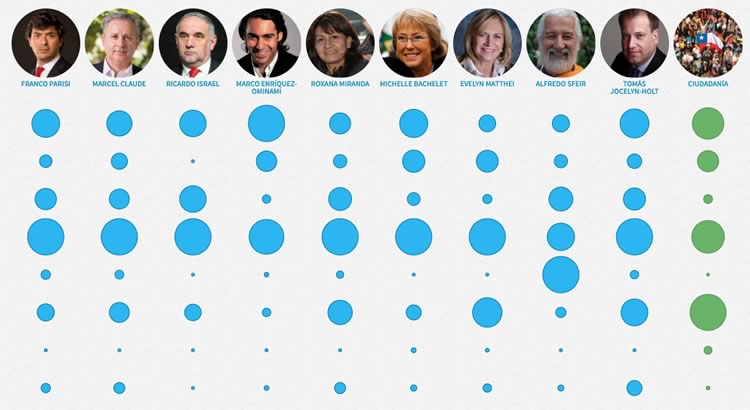 FRANCO PARISI
MARCEL CLAUDE
RICARDO ISRAEL
MARCO ENRÍQUEZ-
OMINAMI
ROXANA MIRANDA
MICHELLE BACHELET
EVELYN MATTHEI
ALFREDO SFEIR
TOMÁS
JOCELYN-HOLT
CIUDADANÍA